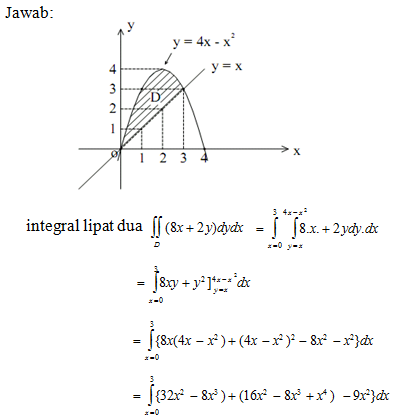 Jawab:
y
y = 4x - x²
y = x
4
3
D
2
1
0
1 2 3 4
x
integral lipat dua ∬_D (8x + 2y)dydx = ∫_{x=0}^{3} ∫_{y=x}^{4x-x²} 8.x. + 2ydy.dx
= ∫_{x=0}^{3} 8xy + y²]_{y=x}^{4x-x²} dx
= ∫_{x=0}^{3} {8x(4x - x²) + (4x - x²)² - 8x² - x²}dx
= ∫_{x=0}^{3} {32x² - 8x³) + (16x² - 8x³ + x⁴) - 9x²}dx